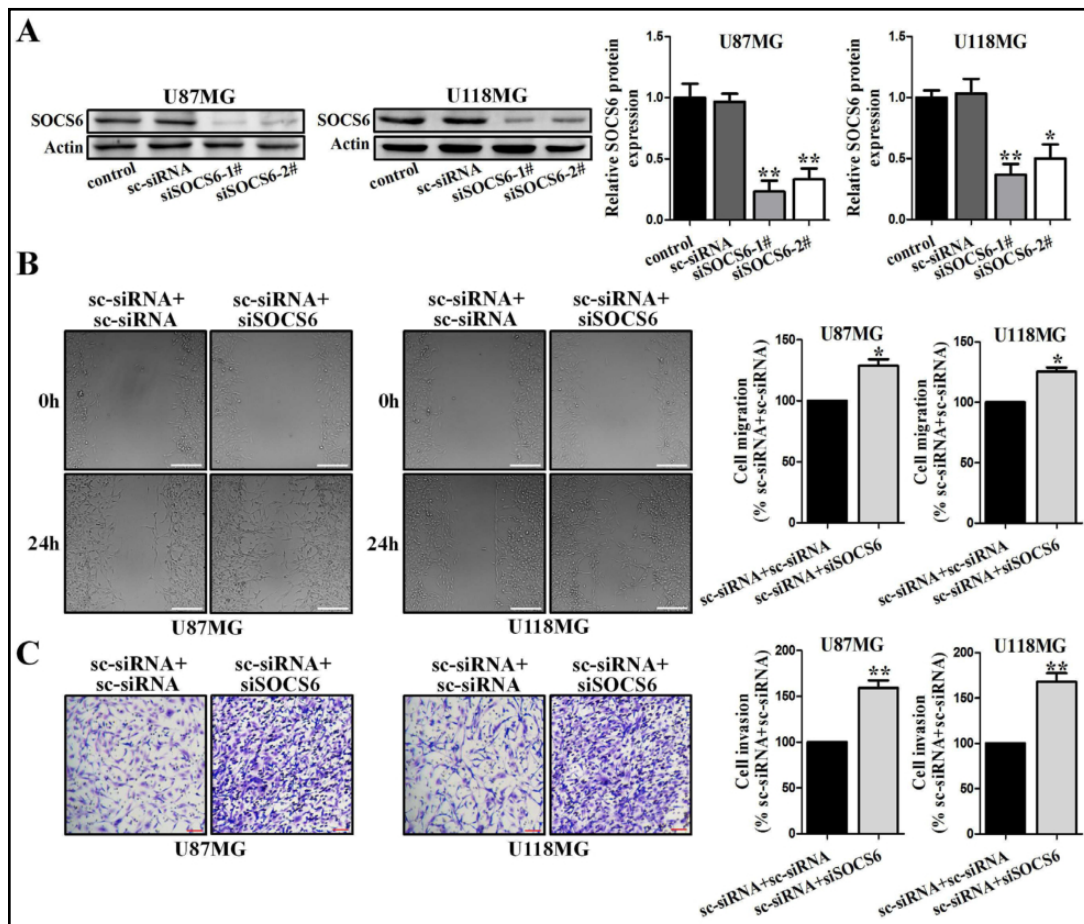 A
U87MG
SOCS6
Actin
control
sc-siRNA
siSOCS6-1#
siSOCS6-2#
U118MG
SOCS6
Actin
control
sc-siRNA
siSOCS6-1#
siSOCS6-2#
U87MG
Relative SOCS6 protein
expression
1.5
1.0
0.5
0.0
**
**
control
sc-siRNA
siSOCS6-1#
siSOCS6-2#
U118MG
Relative SOCS6 protein
expression
1.5
1.0
0.5
0.0
**
*
control
sc-siRNA
siSOCS6-1#
siSOCS6-2#
B
sc-siRNA+
sc-siRNA
sc-siRNA+
siSOCS6
0h
24h
U87MG
sc-siRNA+
sc-siRNA
sc-siRNA+
siSOCS6
0h
24h
U118MG
U87MG
Cell migration
(% sc-siRNA+sc-siRNA)
150
100
50
0
*
sc-siRNA+sc-siRNA
sc-siRNA+siSOCS6
U118MG
Cell migration
(% sc-siRNA+sc-siRNA)
150
100
50
0
*
sc-siRNA+sc-siRNA
sc-siRNA+siSOCS6
C
sc-siRNA+
sc-siRNA
sc-siRNA+
siSOCS6
U87MG
sc-siRNA+
sc-siRNA
sc-siRNA+
siSOCS6
U118MG
U87MG
Cell invasion
(% sc-siRNA+sc-siRNA)
200
150
100
50
0
**
sc-siRNA+sc-siRNA
sc-siRNA+siSOCS6
U118MG
Cell invasion
(% sc-siRNA+sc-siRNA)
200
150
100
50
0
**
sc-siRNA+sc-siRNA
sc-siRNA+siSOCS6